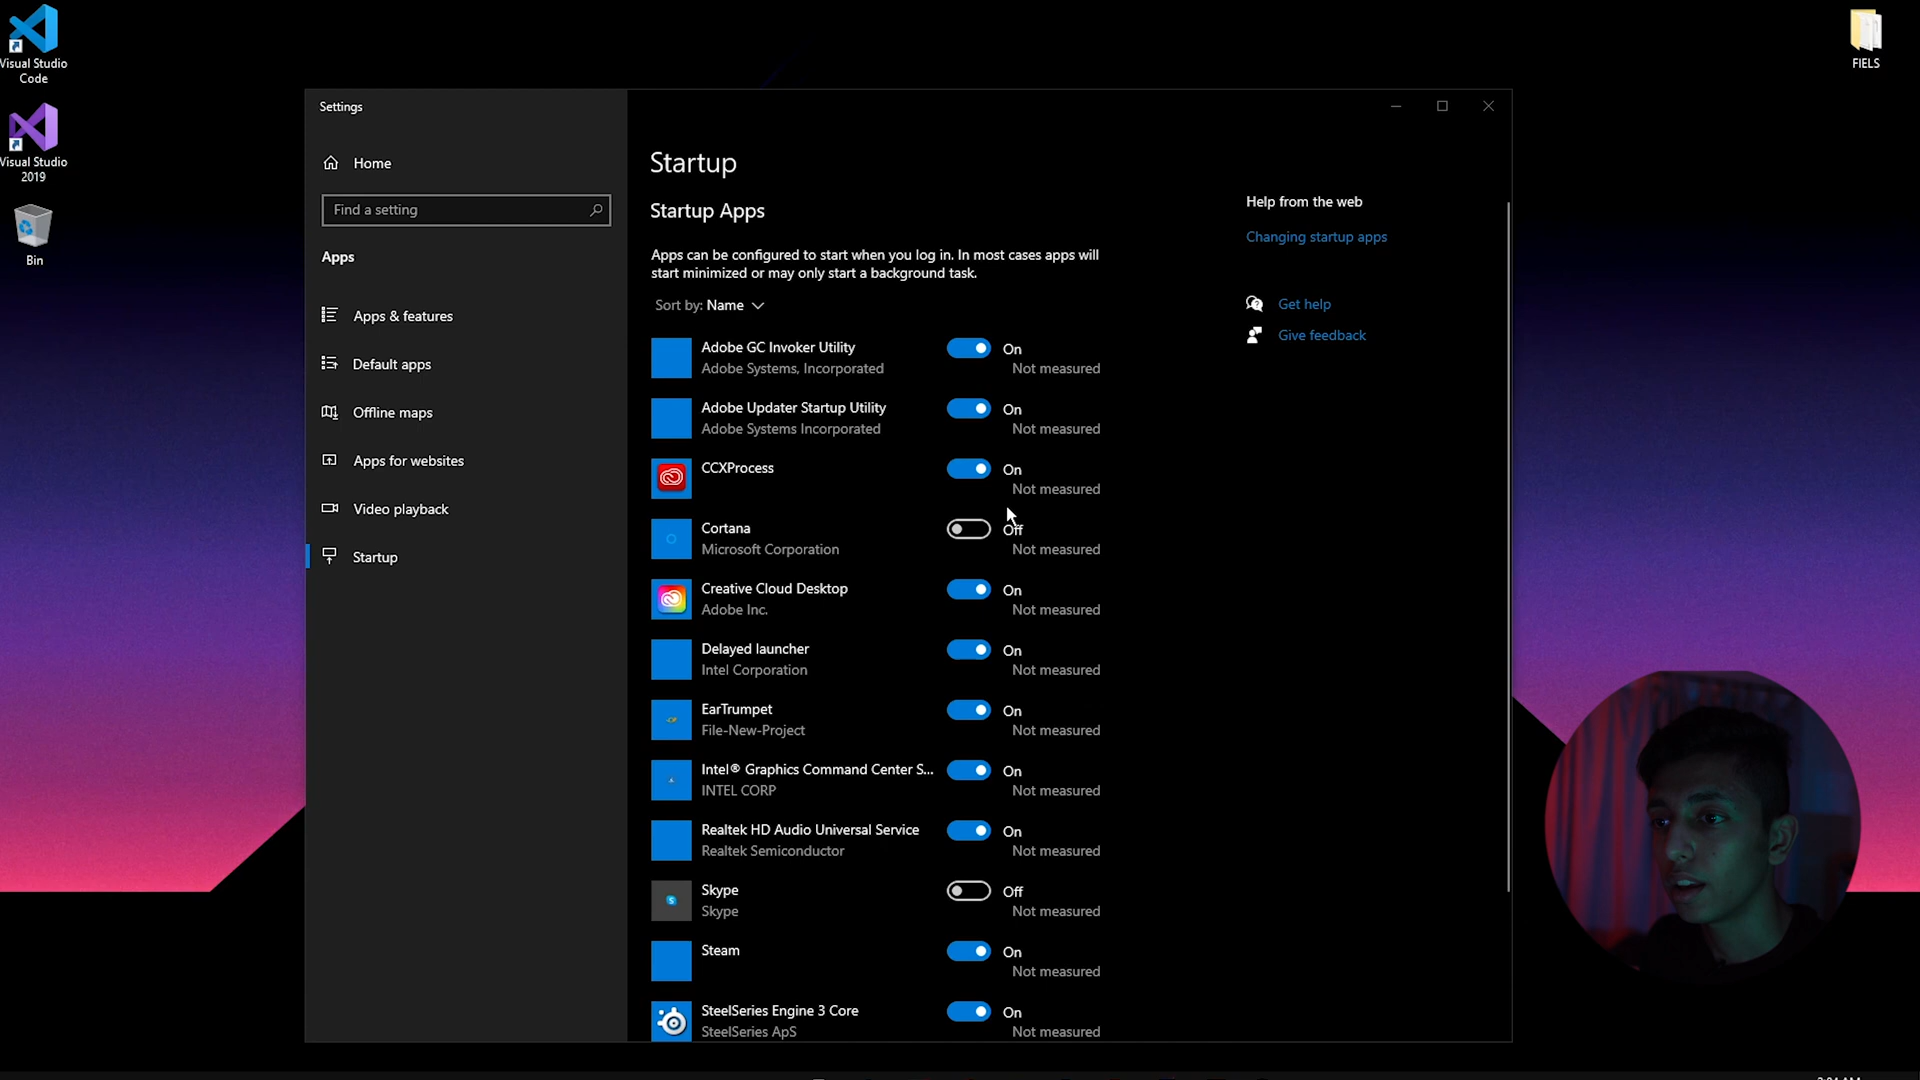 Visual Studio
Code
Visual Studio
2019
Bin
FIELS
Settings
Home
Find a setting
Apps
Apps & features
Default apps
Offline maps
Apps for websites
Video playback
Startup
Startup
Startup Apps
Apps can be configured to start when you log in. In most cases apps will
start minimized or may only start a background task.
Sort by: Name
Adobe GC Invoker Utility
Adobe Systems, Incorporated
On
Not measured
Adobe Updater Startup Utility
Adobe Systems Incorporated
On
Not measured
CCXProcess
On
Not measured
Cortana
Microsoft Corporation
Off
Not measured
Creative Cloud Desktop
Adobe Inc.
On
Not measured
Delayed launcher
Intel Corporation
On
Not measured
EarTrumpet
File-New-Project
On
Not measured
Intel® Graphics Command Center S...
INTEL CORP
On
Not measured
Realtek HD Audio Universal Service
Realtek Semiconductor
On
Not measured
Skype
Skype
Off
Not measured
Steam
On
Not measured
SteelSeries Engine 3 Core
SteelSeries ApS
On
Not measured
Help from the web
Changing startup apps
Get help
Give feedback